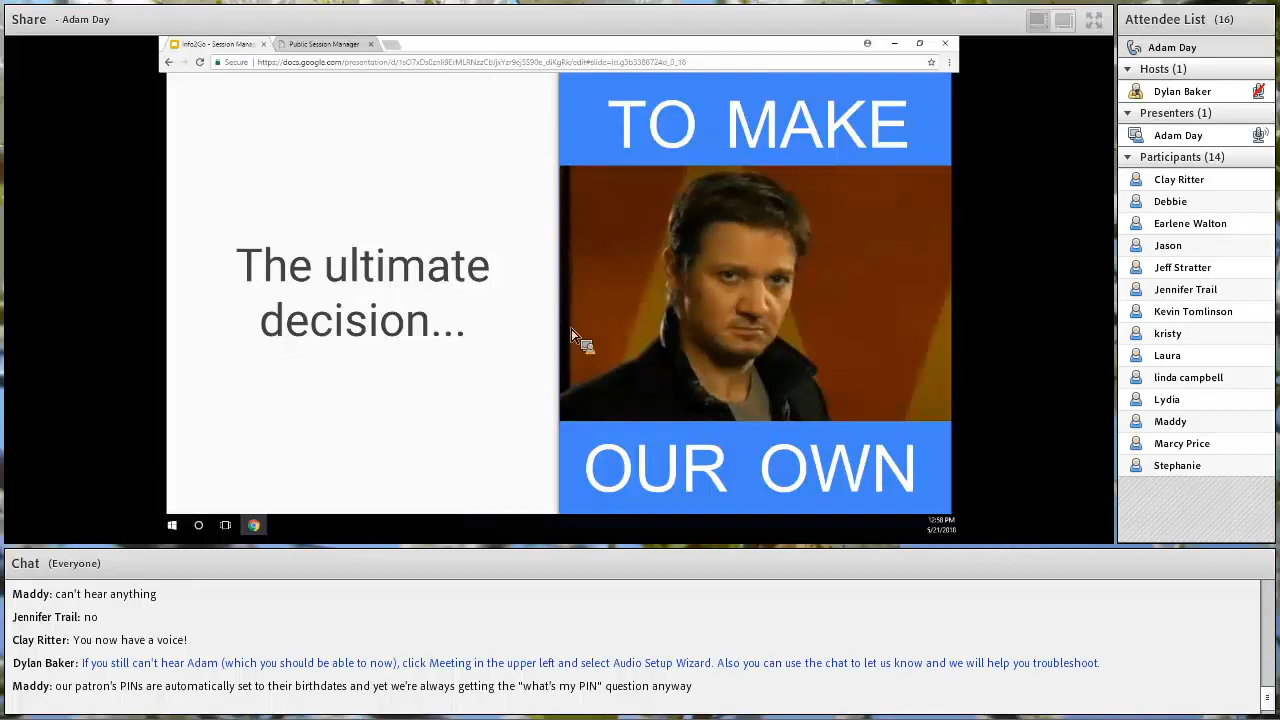 Share - Adam Day
Info2Go - Session Mana
Public Session Manager
Secure
TO MAKE
The ultimate
decision...
OUR OWN
12:58 PM
5/21/2018
Attendee List (16)
Adam Day
Hosts (1)
Dylan Baker
Presenters (1)
Adam Day
Participants (14)
Clay Ritter
Debbie
Earlene Walton
Jason
Jeff Stratter
Jennifer Trail
Kevin Tomlinson
kristy
Laura
linda campbell
Lydia
Maddy
Marcy Price
Stephanie
Chat (Everyone)
Maddy: can't hear anything
Jennifer Trail: no
Clay Ritter: You now have a voice!
Dylan Baker: If you still can't hear Adam (which you should be able to now), click Meeting in the upper left and select Audio Setup Wizard. Also you can use the chat to let us know and we will help you troubleshoot.
Maddy: our patron's PINs are automatically set to their birthdates and yet we're always getting the "what's my PIN" question anyway